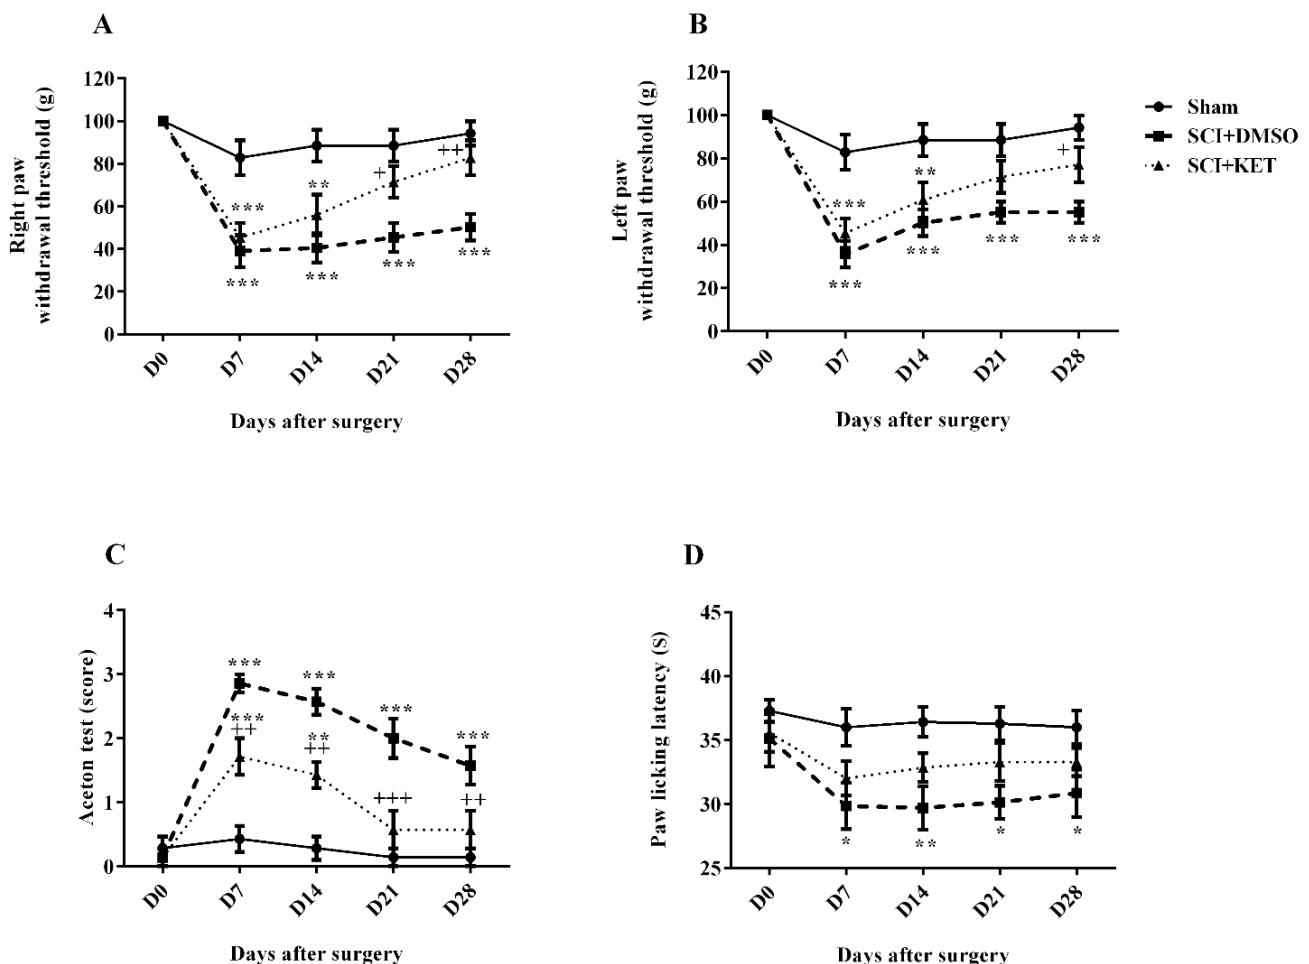 A
Right paw
withdrawal threshold (g)
120
100
80
60
40
20
0
***
***
**
***
+
***
++
***
D0
D7
D14
D21
D28
Days after surgery
B
Left paw
withdrawal threshold (g)
120
100
80
60
40
20
0
***
***
**
***
***
+
***
D0
D7
D14
D21
D28
Days after surgery
Sham
SCI+DMSO
SCI+KET
C
Aceton test (score)
4
3
2
1
0
***
***
++
***
**
++
***
+++
***
++
D0
D7
D14
D21
D28
Days after surgery
D
Paw licking latency (S)
45
40
35
30
25
*
**
*
*
D0
D7
D14
D21
D28
Days after surgery